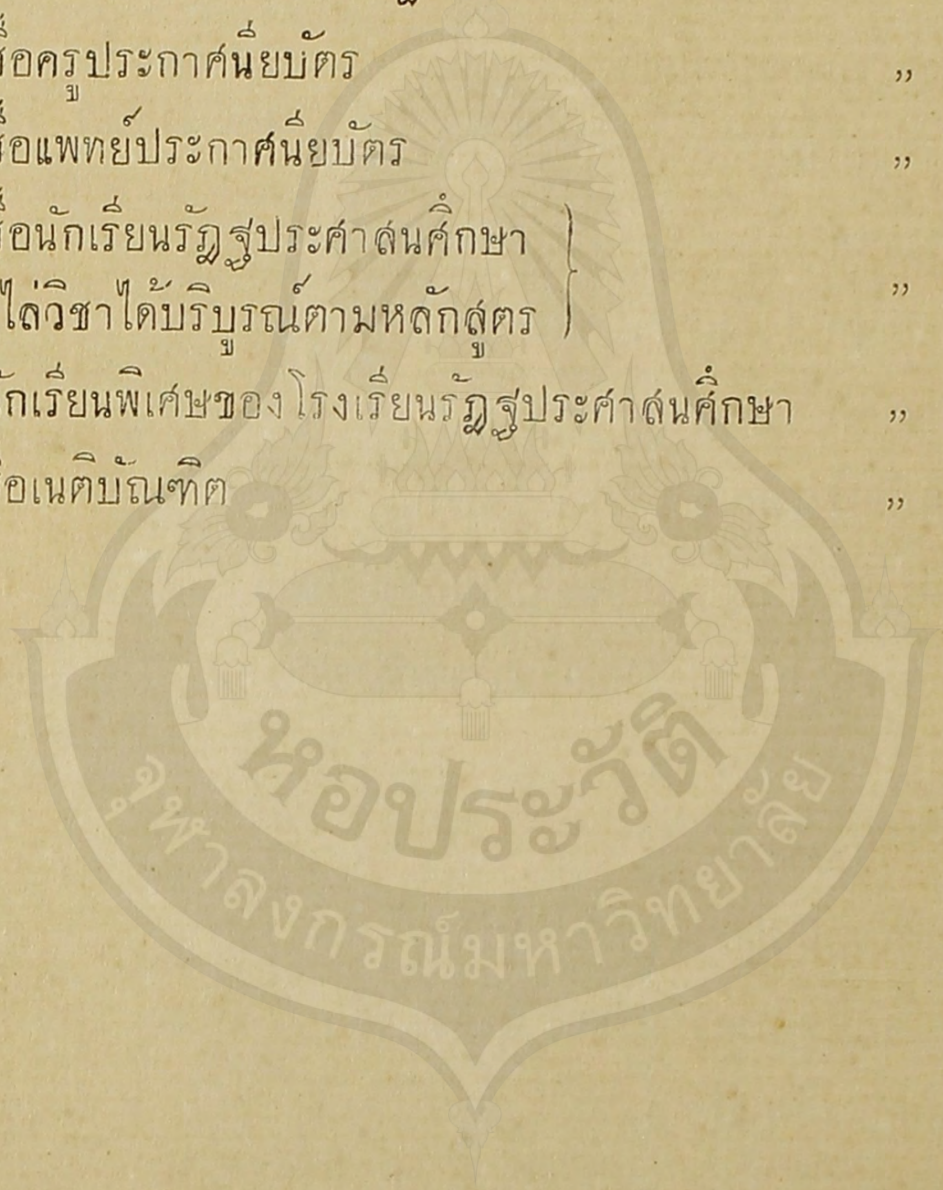 ชื่อครูประกาศนียบัตร ,,
ชื่อแพทย์ประกาศนียบัตร ,,
ชื่อนักเรียนรัฏฐประศาสนศึกษา
ไล่วิชาได้บริบูรณ์ตามหลักสูตร ,,
นักเรียนพิเศษของโรงเรียนรัฏฐประศาสนศึกษา ,,
ชื่อเนติบัณฑิต ,,
หอประวัติ
จุฬาลงกรณ์มหาวิทยาลัย